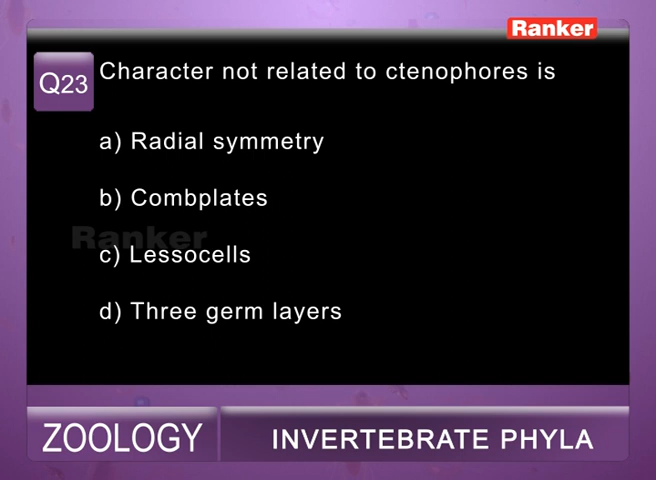 Ranker
Q23 Character not related to ctenophores is
a) Radial symmetry
b) Combplates
Ranker
c) Lessocells
d) Three germ layers
ZOOLOGY
INVERTEBRATE PHYLA